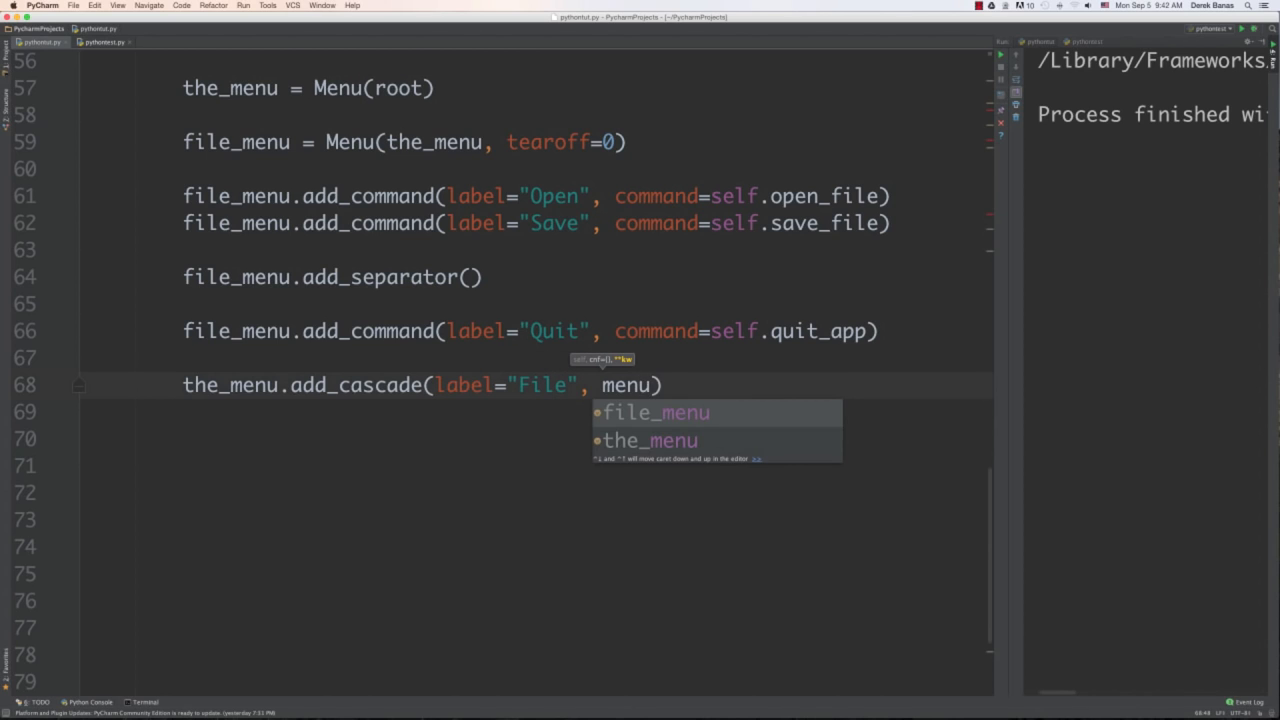 PyCharm File Edit View Navigate Code Refactor Run Tools VCS Window Help 10 Mon Sep 5 9:42 AM Derek Banas
pythontut.py - PycharmProjects - [~/PycharmProjects]
PycharmProjects pythontut.py pythontest
pythontut.py pythontest.py Run: pythontut pythontest
1: Project
7: Structure
2: Favorites
4: Run
56
57 the_menu = Menu(root)
58
59 file_menu = Menu(the_menu, tearoff=0)
60
61 file_menu.add_command(label="Open", command=self.open_file)
62 file_menu.add_command(label="Save", command=self.save_file)
63
64 file_menu.add_separator()
65
66 file_menu.add_command(label="Quit", command=self.quit_app)
67
self, cnf={}, **kw
68 the_menu.add_cascade(label="File", menu)
69
file_menu
70
the_menu
^↓ and ^↑ will move caret down and up in the editor >>
71
72
73
74
75
76
77
78
79
/Library/Frameworks
Process finished wi
6: TODO Python Console Terminal Event Log
Platform and Plugin Updates: PyCharm Community Edition is ready to update. (yesterday 7:51 PM) 68:48 LF÷ UTF-8÷